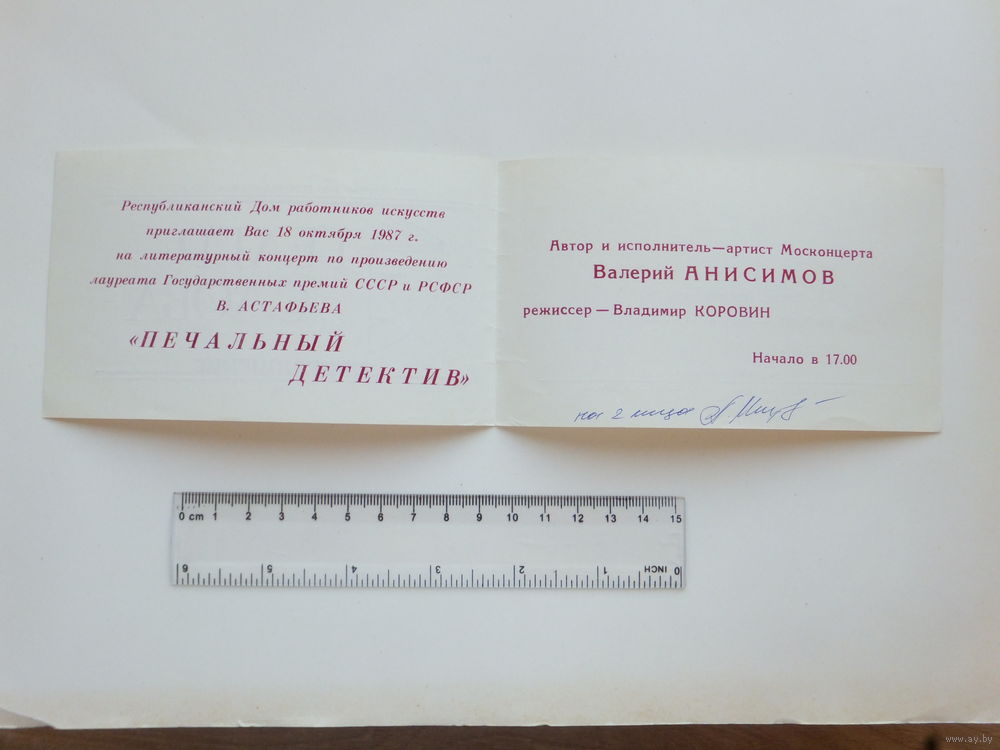 Республиканский Дом работников искусств
приглашает Вас 18 октября 1987 г.
на литературный концерт по произведению
лауреата Государственных премий СССР и РСФСР
В. АСТАФЬЕВА
«ПЕЧАЛЬНЫЙ
ДЕТЕКТИВ»
Автор и исполнитель—артист Москонцерта
Валерий АНИСИМОВ
режиссер — Владимир КОРОВИН
Начало в 17.00
на 2 лица
0 cm 1 2 3 4 5 6 7 8 9 10 11 12 13 14 15
6 5 4 3 2 1 INCH 0
www.ay.by